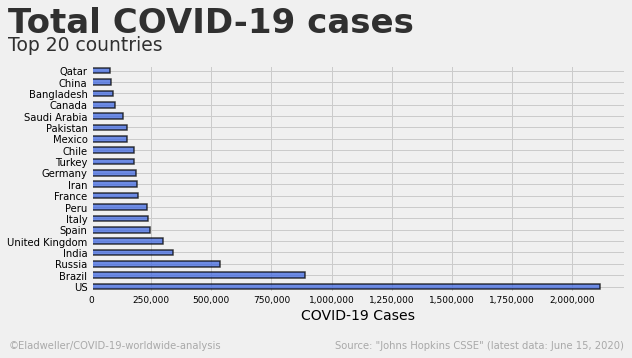 Total COVID-19 cases
Top 20 countries
Qatar
China
Bangladesh
Canada
Saudi Arabia
Pakistan
Mexico
Chile
Turkey
Germany
Iran
France
Peru
Italy
Spain
United Kingdom
India
Russia
Brazil
US
0 250,000 500,000 750,000 1,000,000 1,250,000 1,500,000 1,750,000 2,000,000
COVID-19 Cases
©Eladweller/COVID-19-worldwide-analysis Source: "Johns Hopkins CSSE" (latest data: June 15, 2020)